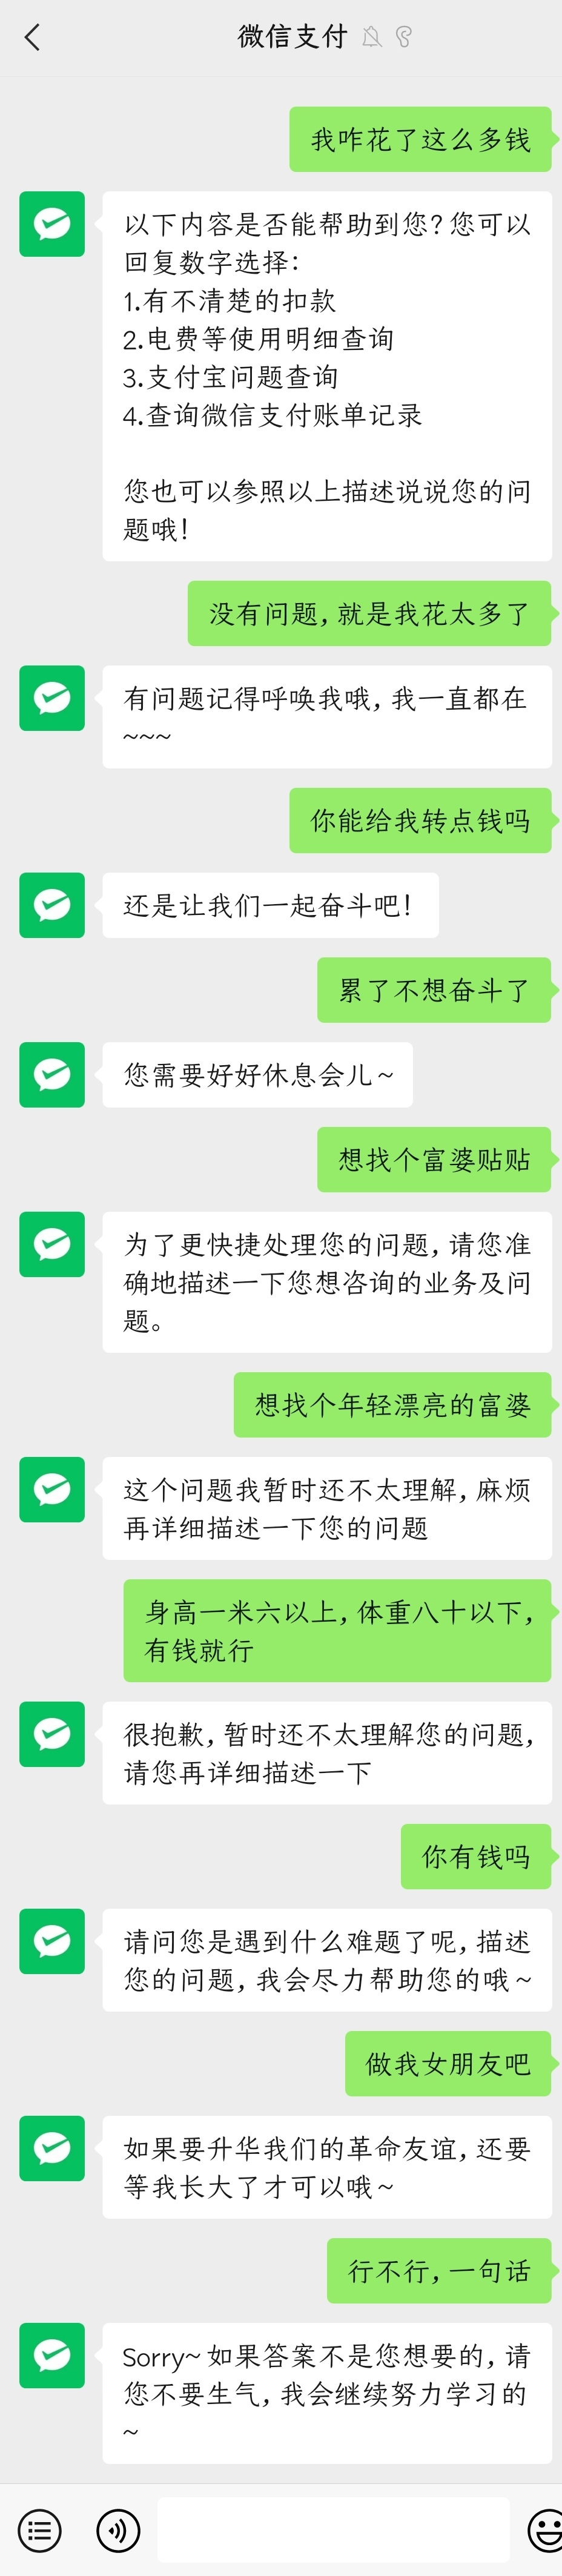 微信支付
我咋花了这么多钱
以下内容是否能帮助到您?您可以
回复数字选择:
1.有不清楚的扣款
2.电费等使用明细查询
3.支付宝问题查询
4.查询微信支付账单记录
您也可以参照以上描述说说您的问
题哦!
没有问题,就是我花太多了
有问题记得呼唤我哦,我一直都在
~~~
你能给我转点钱吗
还是让我们一起奋斗吧!
累了不想奋斗了
您需要好好休息会儿~
想找个富婆贴贴
为了更快捷处理您的问题,请您准
确地描述一下您想咨询的业务及问
题。
想找个年轻漂亮的富婆
这个问题我暂时还不太理解,麻烦
再详细描述一下您的问题
身高一米六以上,体重八十以下,
有钱就行
很抱歉,暂时还不太理解您的问题,
请您再详细描述一下
你有钱吗
请问您是遇到什么难题了呢,描述
您的问题,我会尽力帮助您的哦~
做我女朋友吧
如果要升华我们的革命友谊,还要
等我长大了才可以哦~
行不行,一句话
Sorry~如果答案不是您想要的,请
您不要生气,我会继续努力学习的
~